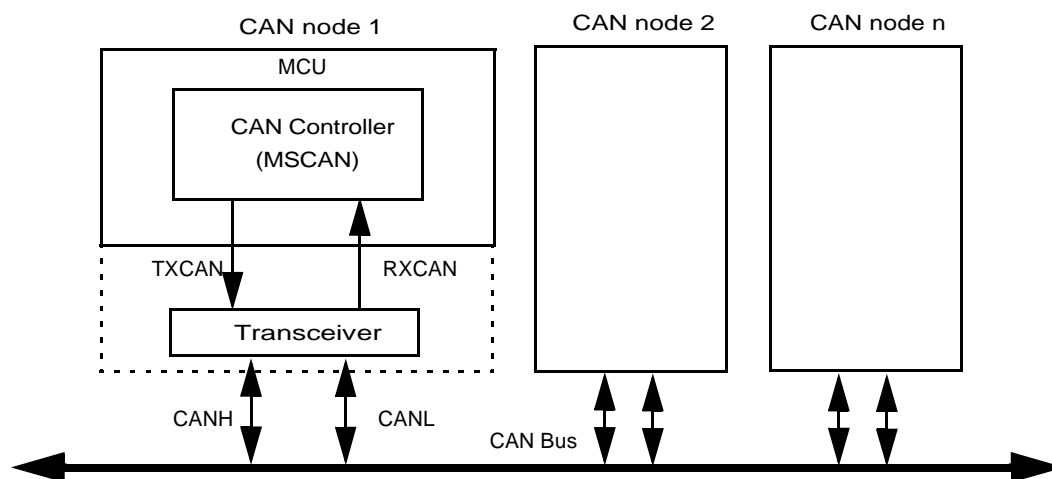 CAN node 1
CAN node 2
CAN node n
MCU
CAN Controller
(MSCAN)
TXCAN
RXCAN
Transceiver
CANH
CANL
CAN Bus